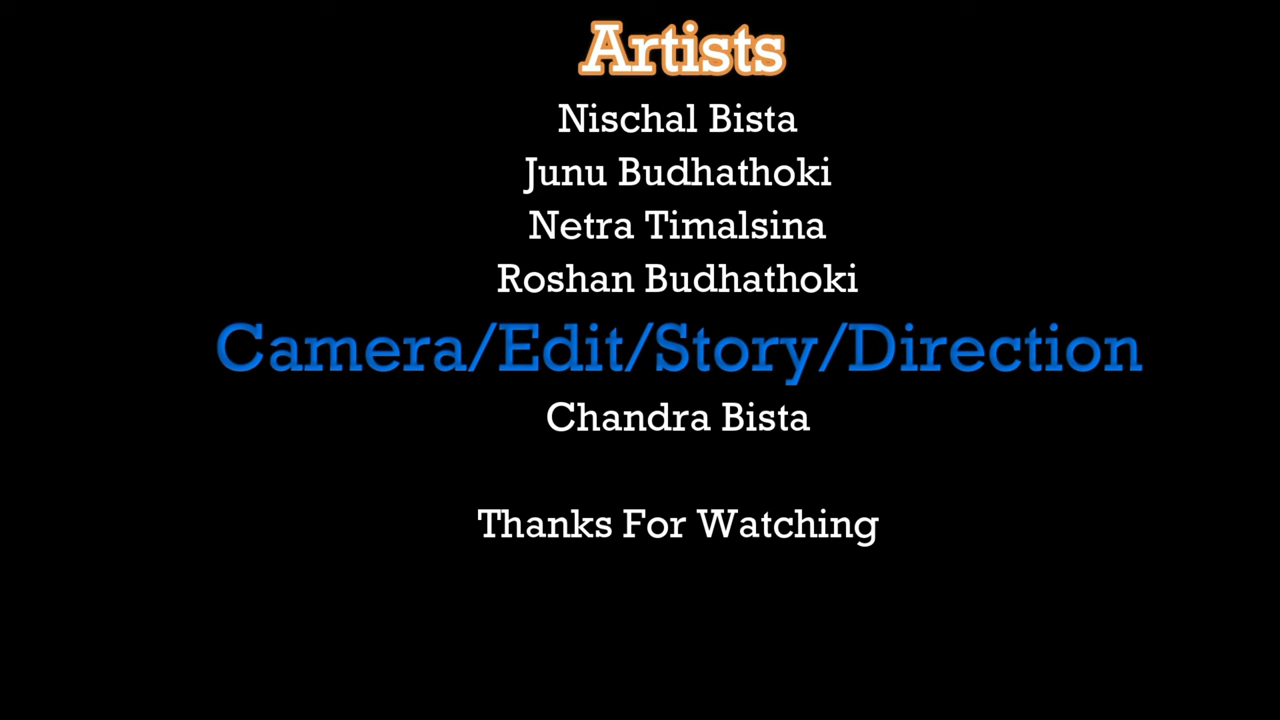 Artists
Nischal Bista
Junu Budhathoki
Netra Timalsina
Roshan Budhathoki
Camera/Edit/Story/Direction
Chandra Bista
Thanks For Watching